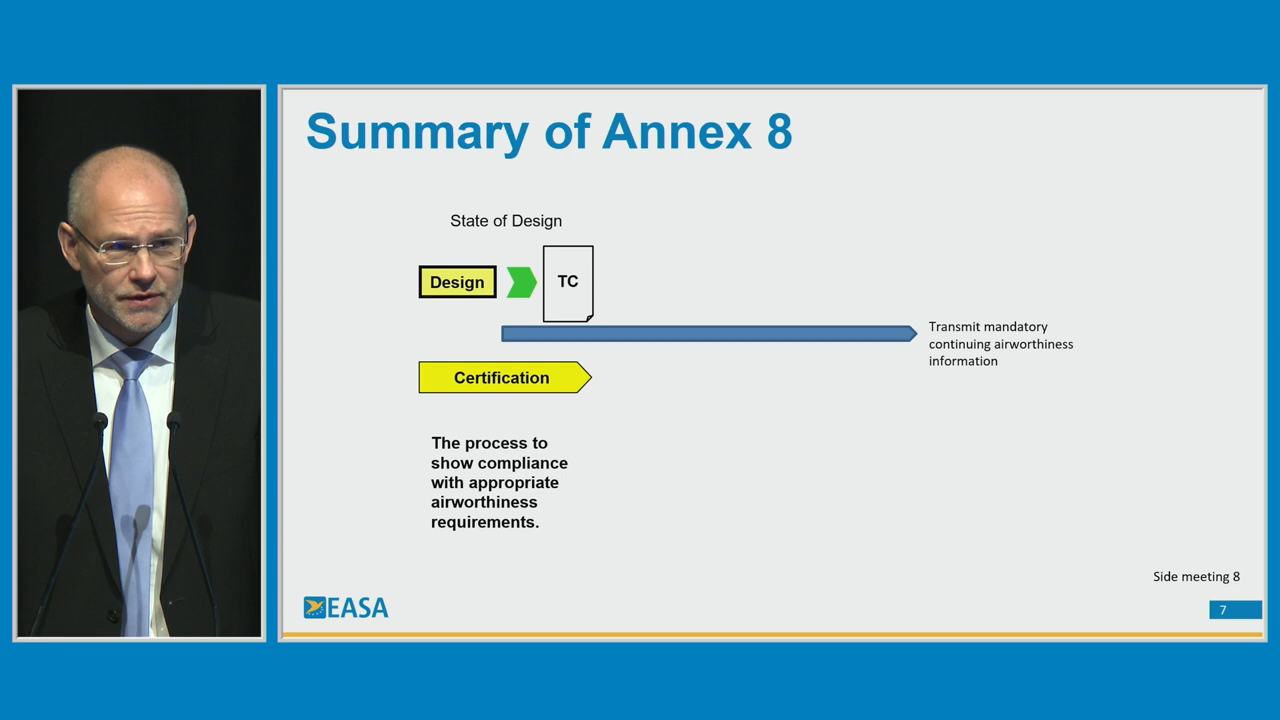 Summary of Annex 8
State of Design
Design
TC
Transmit mandatory
continuing airworthiness
information
Certification
The process to
show compliance
with appropriate
airworthiness
requirements.
Side meeting 8
EASA
7